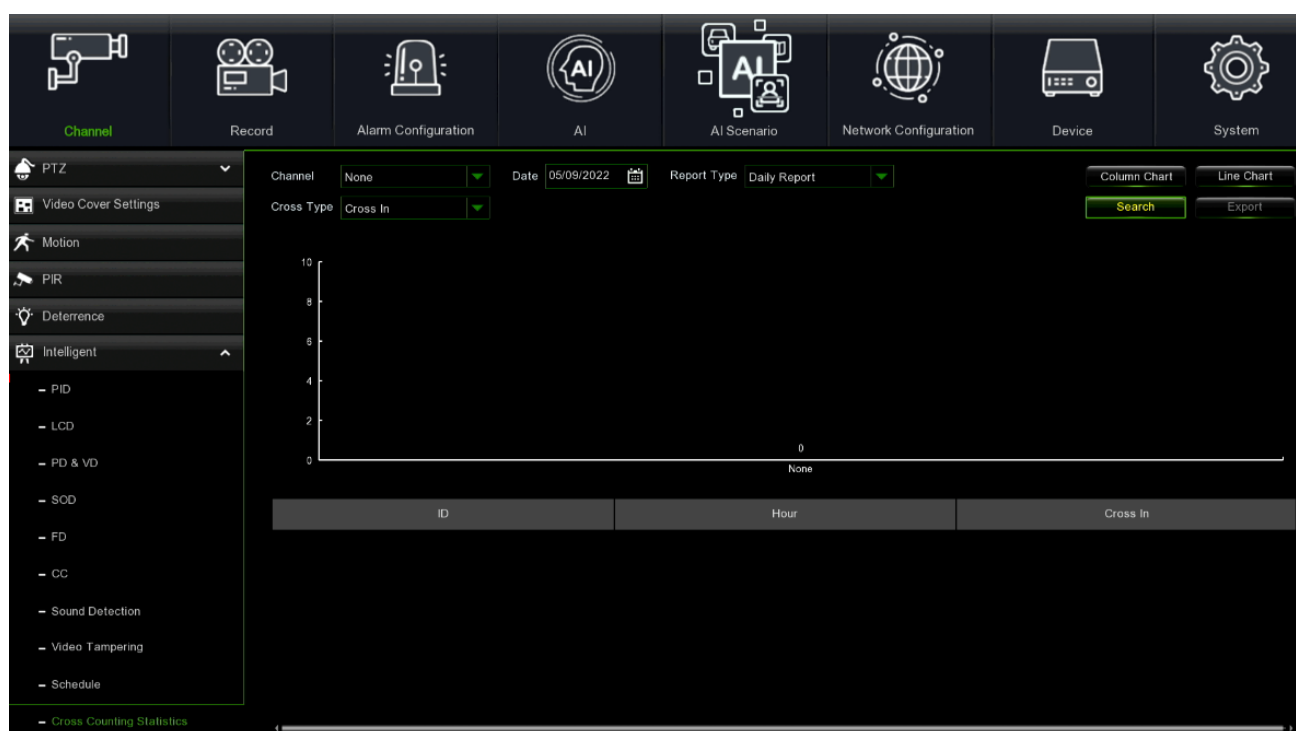 AI
AI
Channel
Record
Alarm Configuration
AI
AI Scenario
Network Configuration
Device
System
PTZ
Video Cover Settings
Motion
PIR
Deterrence
Intelligent
PID
LCD
PD & VD
SOD
FD
CC
Sound Detection
Video Tampering
Schedule
Cross Counting Statistics
Channel None Date 05/09/2022 Report Type Daily Report Column Chart Line Chart
Cross Type Cross In Search Export
10
8
6
4
2
0
0
None
ID Hour Cross In